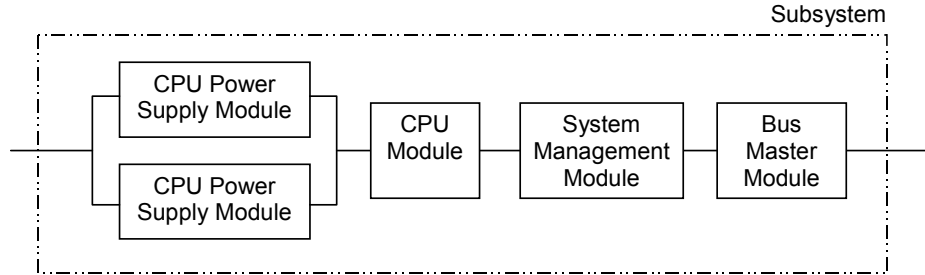 Subsystem
CPU Power
Supply Module
CPU Power
Supply Module
CPU
Module
System
Management
Module
Bus
Master
Module